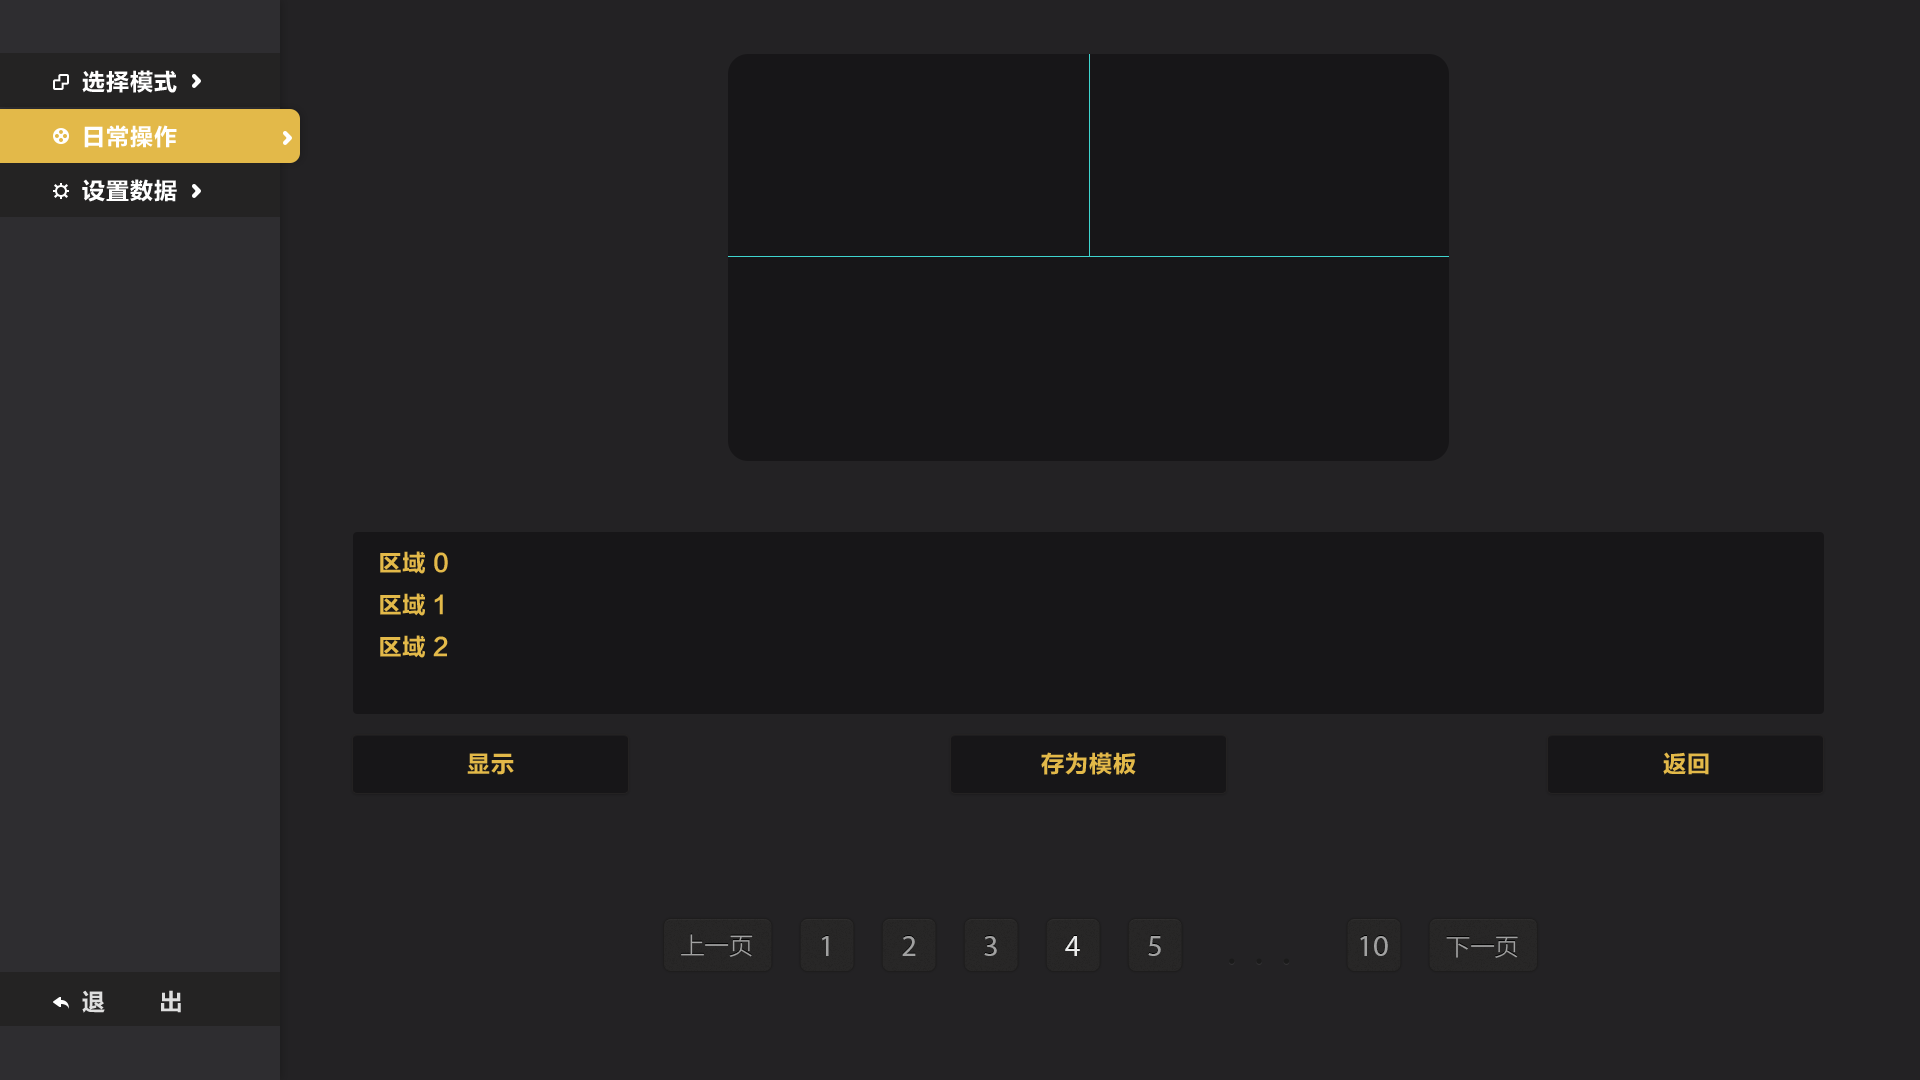 选择模式
日常操作
设置数据
区域 0
区域 1
区域 2
显示 存为模板 返回
上一页 1 2 3 4 5 . . . 10 下一页
退 出